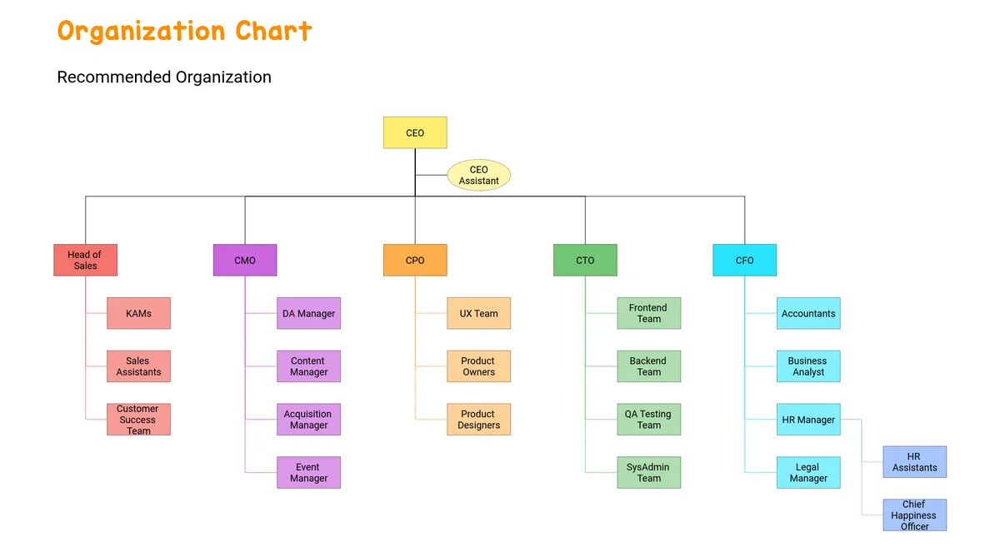 Organization Chart
Recommended Organization
CEO
CEO
Assistant
Head of
Sales
CMO
CPO
CTO
CFO
KAMs
DA Manager
UX Team
Frontend
Team
Accountants
Sales
Assistants
Content
Manager
Product
Owners
Backend
Team
Business
Analyst
Customer
Success
Team
Acquisition
Manager
Product
Designers
QA Testing
Team
HR Manager
Event
Manager
SysAdmin
Team
Legal
Manager
HR
Assistants
Chief
Happiness
Officer